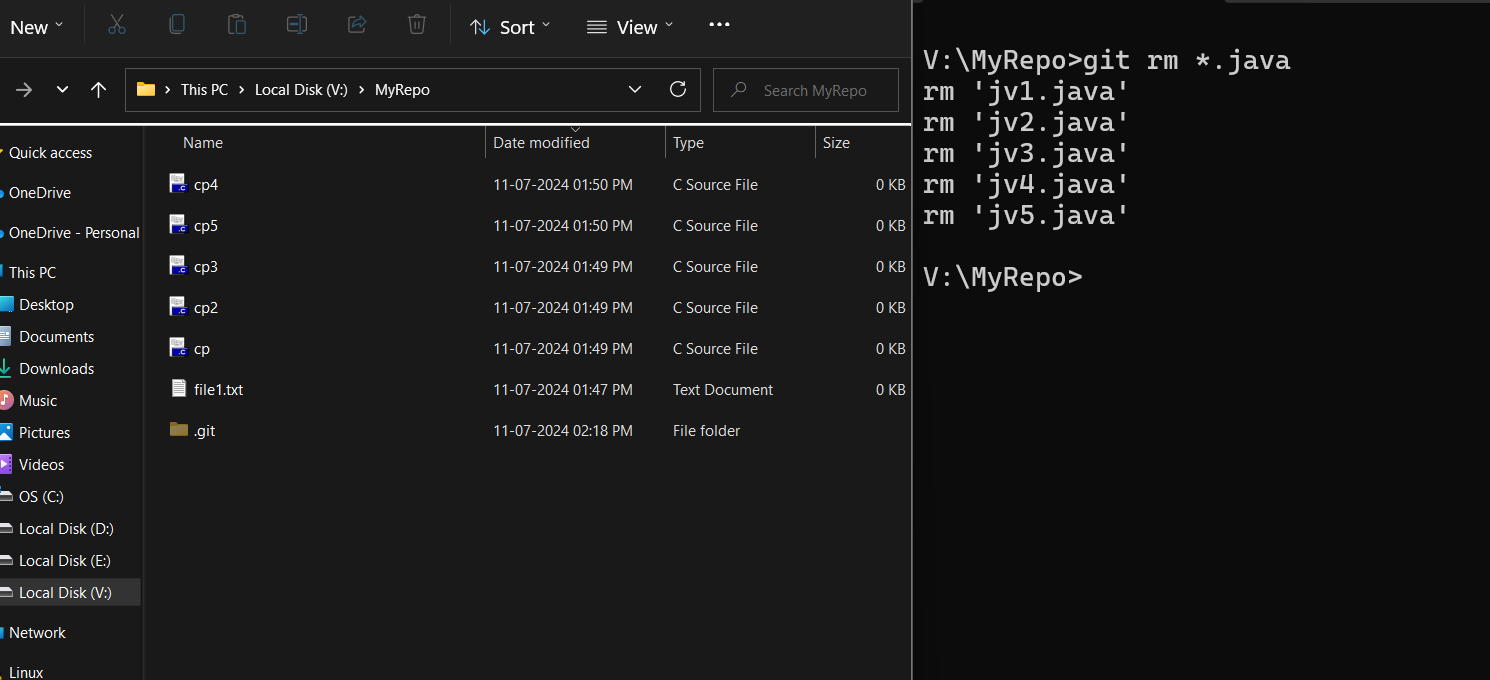 New Sort View ...
This PC > Local Disk (V:) > MyRepo Search MyRepo
Quick access
OneDrive
OneDrive - Personal
This PC
Desktop
Documents
Downloads
Music
Pictures
Videos
OS (C:)
Local Disk (D:)
Local Disk (E:)
Local Disk (V:)
Network
Linux
Name Date modified Type Size
cp4 11-07-2024 01:50 PM C Source File 0 KB
cp5 11-07-2024 01:50 PM C Source File 0 KB
cp3 11-07-2024 01:49 PM C Source File 0 KB
cp2 11-07-2024 01:49 PM C Source File 0 KB
cp 11-07-2024 01:49 PM C Source File 0 KB
file1.txt 11-07-2024 01:47 PM Text Document 0 KB
.git 11-07-2024 02:18 PM File folder
V:\MyRepo>git rm *.java
rm 'jv1.java'
rm 'jv2.java'
rm 'jv3.java'
rm 'jv4.java'
rm 'jv5.java'
V:\MyRepo>